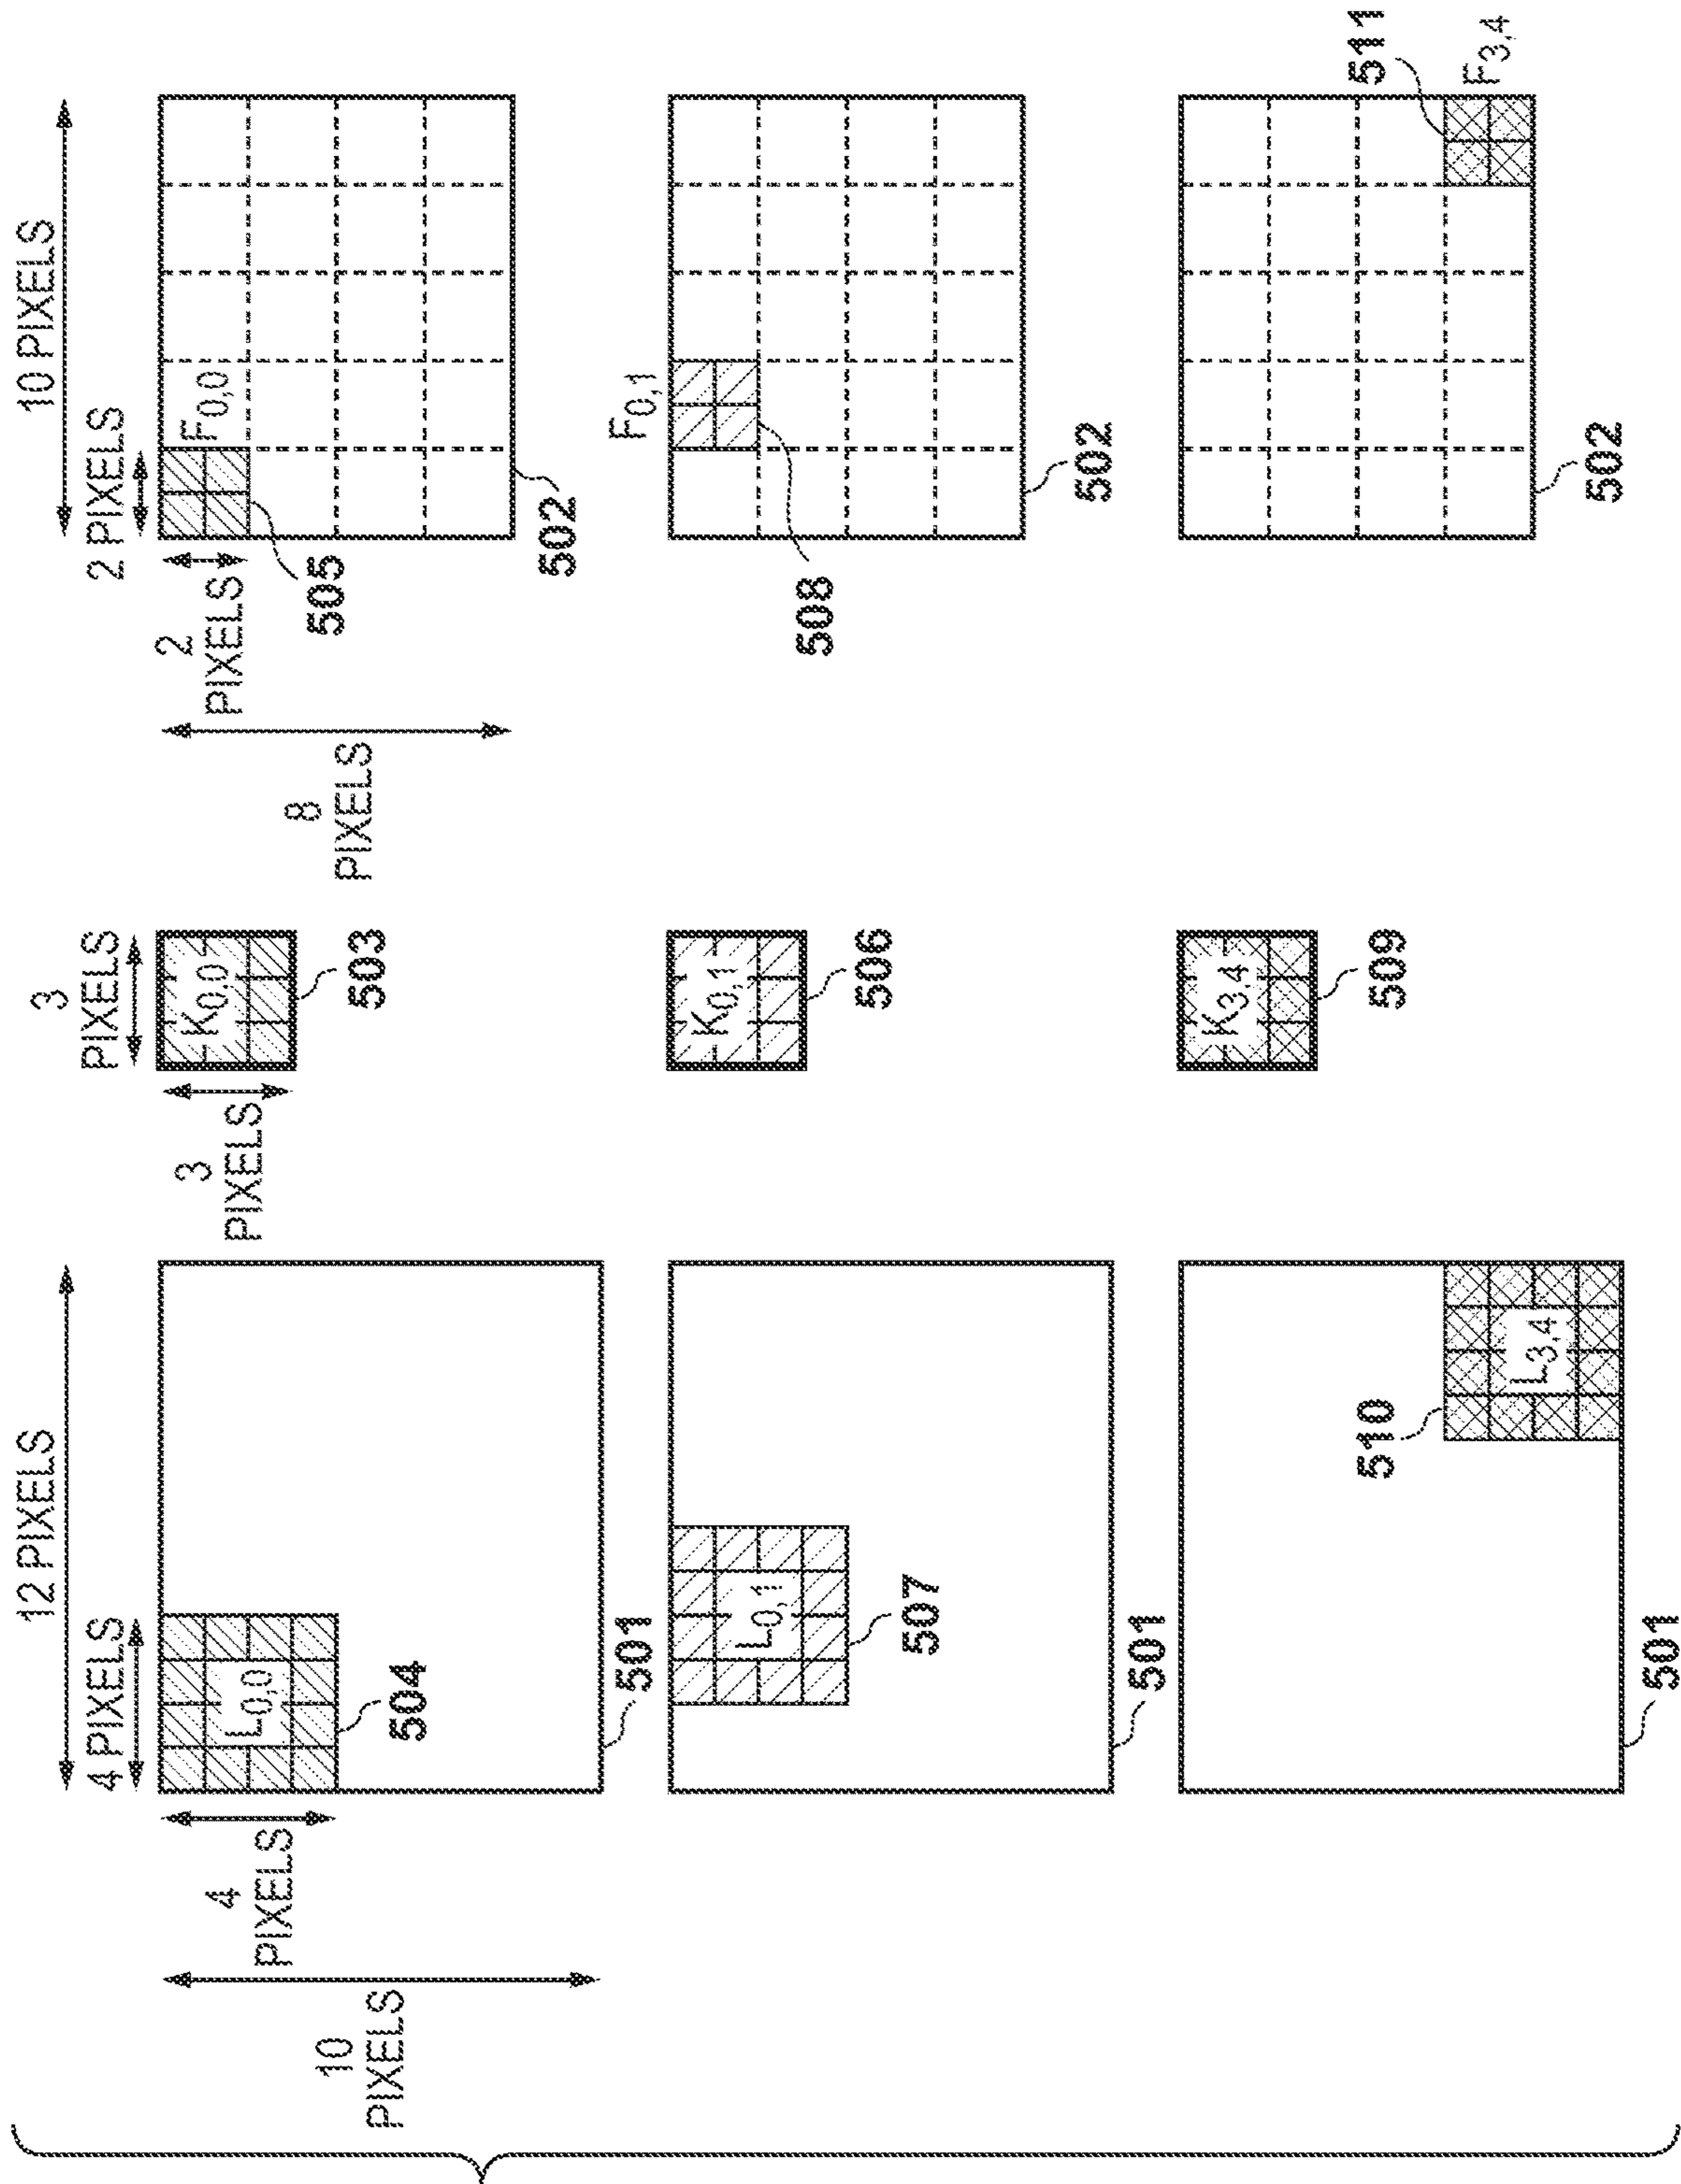 12 PIXELS
4 PIXELS
10
PIXELS
4
PIXELS
L0,0
504
501
3
PIXELS
3
PIXELS
K0,0
503
10 PIXELS
2 PIXELS
8
PIXELS
2
PIXELS
F0,0
505
502
L0,1
507
501
K0,1
506
F0,1
508
502
510
L3,4
501
K3,4
509
511
F3,4
502